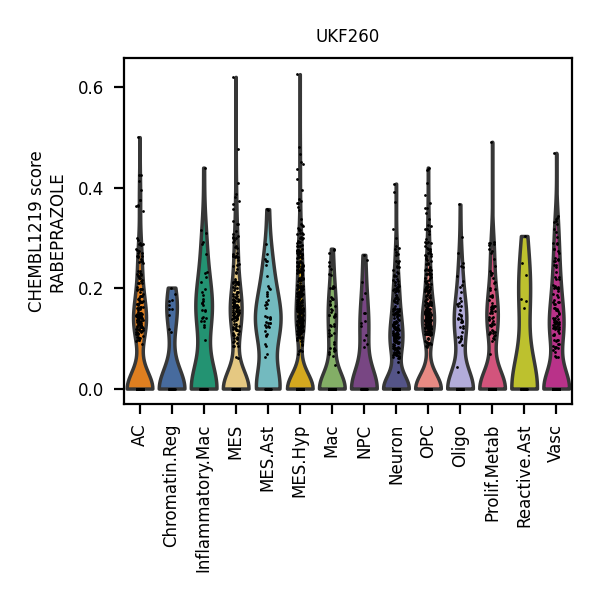 UKF260
CHEMBL1219 score
RABEPRAZOLE
0.6
0.4
0.2
0.0
AC
Chromatin.Reg
Inflammatory.Mac
MES
MES.Ast
MES.Hyp
Mac
NPC
Neuron
OPC
Oligo
Prolif.Metab
Reactive.Ast
Vasc